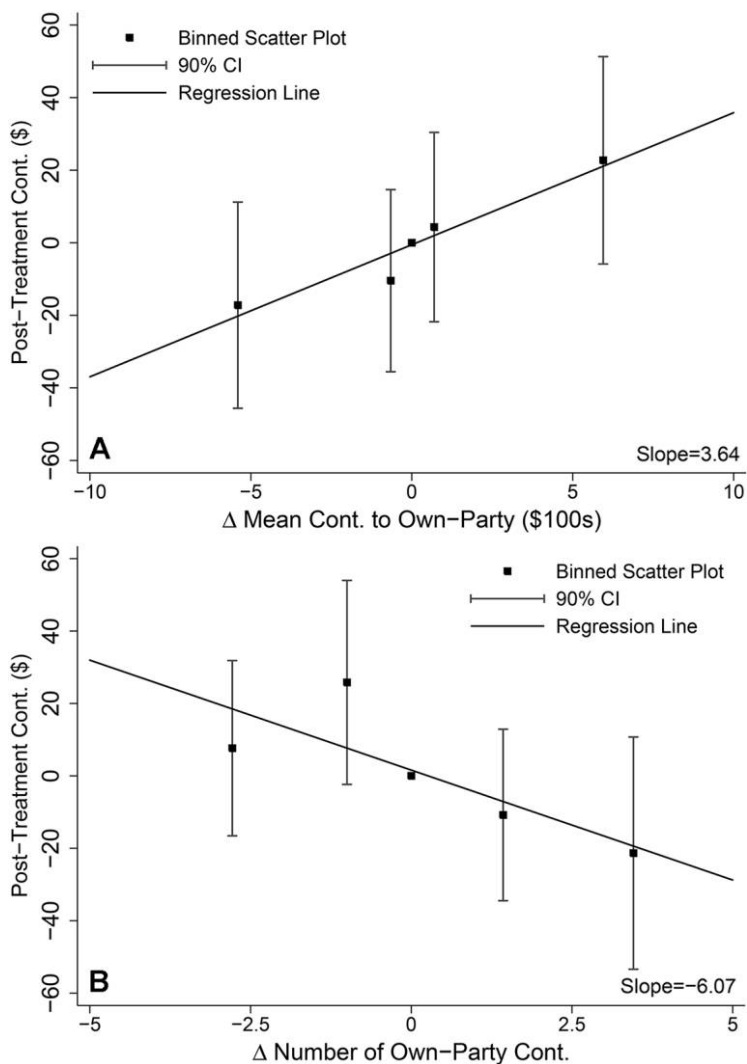 60
40
20
0
−20
−40
−60
Post−Treatment Cont. ($)
Binned Scatter Plot
90% CI
Regression Line
A
Slope=3.64
−10
−5
0
5
10
Δ Mean Cont. to Own−Party ($100s)
60
40
20
0
−20
−40
−60
Post−Treatment Cont. ($)
Binned Scatter Plot
90% CI
Regression Line
B
Slope=−6.07
−5
−2.5
0
2.5
5
Δ Number of Own−Party Cont.